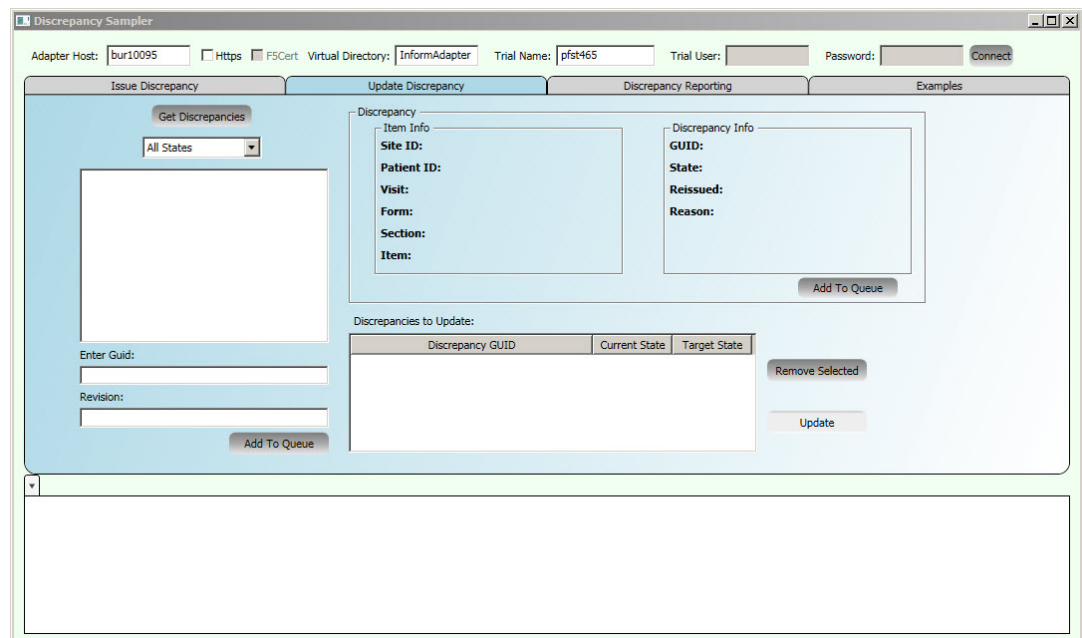 Discrepancy Sampler
Adapter Host: bur10095 Https F5Cert Virtual Directory: InformAdapter Trial Name: pfst465 Trial User: Password: Connect
Issue Discrepancy Update Discrepancy Discrepancy Reporting Examples
Get Discrepancies
All States
Discrepancy
Item Info
Site ID:
Patient ID:
Visit:
Form:
Section:
Item:
Discrepancy Info
GUID:
State:
Reissued:
Reason:
Add To Queue
Enter Guid:
Revision:
Add To Queue
Discrepancies to Update:
Discrepancy GUID Current State Target State
Remove Selected
Update